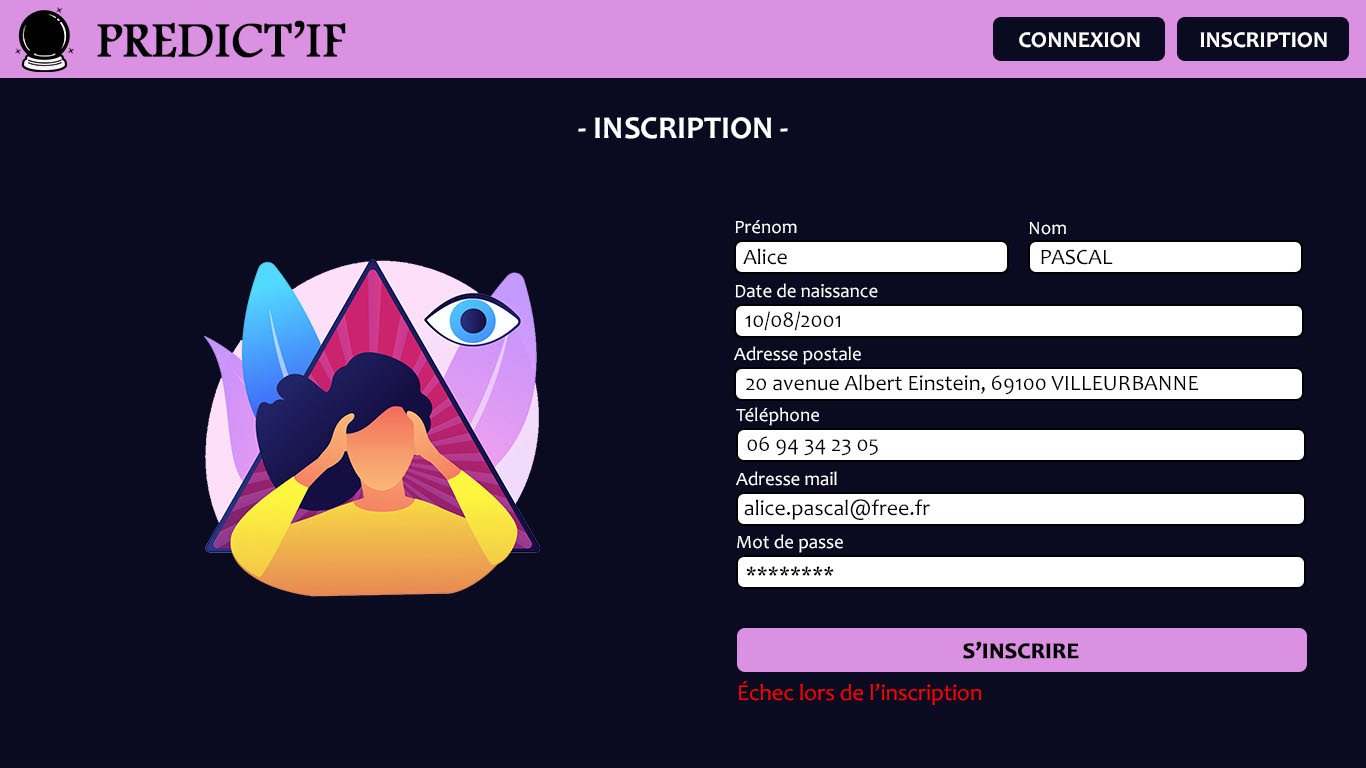 PREDICT’IF
CONNEXION
INSCRIPTION
- INSCRIPTION -
Prénom
Nom
Alice
PASCAL
Date de naissance
10/08/2001
Adresse postale
20 avenue Albert Einstein, 69100 VILLEURBANNE
Téléphone
06 94 34 23 05
Adresse mail
alice.pascal@free.fr
Mot de passe
********
S’INSCRIRE
Échec lors de l’inscription